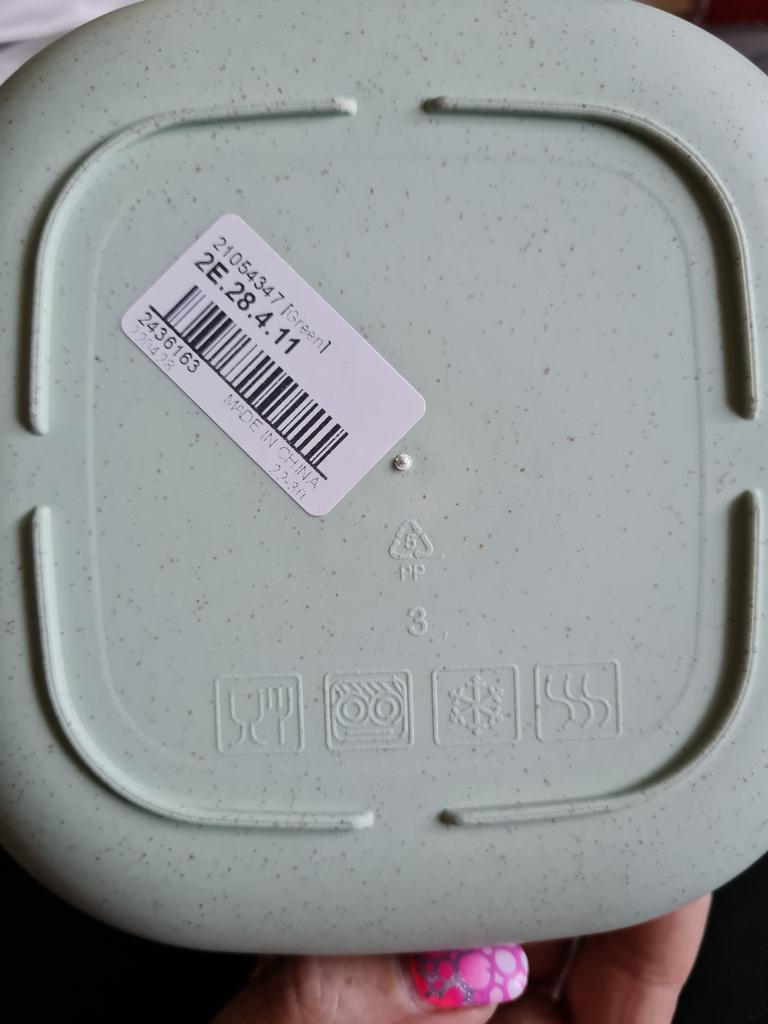 21054347 [Green]
2E.28.4.11
2436163
220428
MADE IN CHINA
22-30
5
PP
3